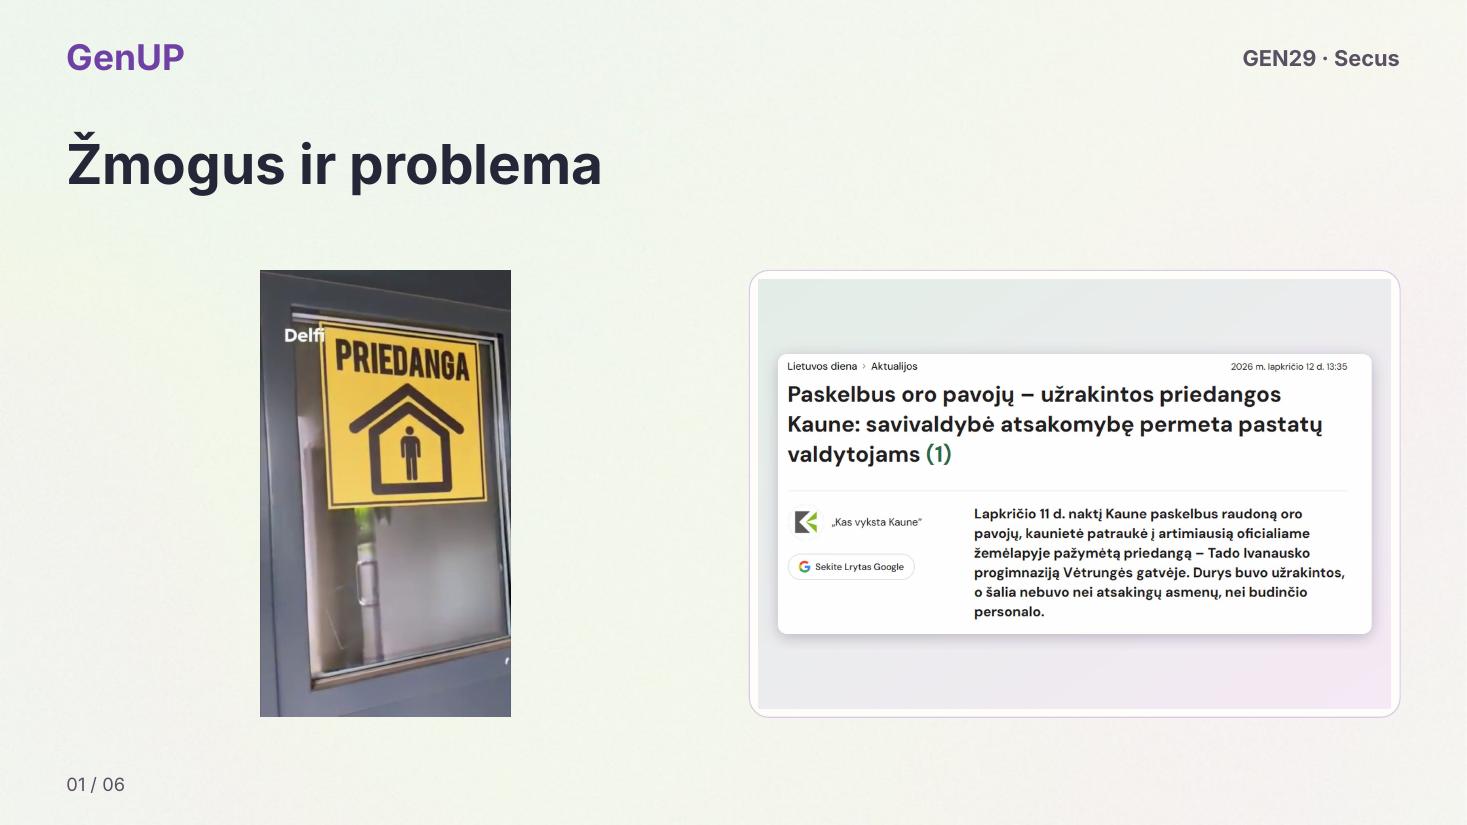 GenUP
GEN29 · Secus
Žmogus ir problema
Delfi
PRIEDANGA
Lietuvos diena › Aktualijos
2026 m. lapkričio 12 d. 13:35
Paskelbus oro pavojų – užrakintos priedangos
Kaune: savivaldybė atsakomybę permeta pastatų
valdytojams (1)
„Kas vyksta Kaune“
Sekite Lrytas Google
Lapkričio 11 d. naktį Kaune paskelbus raudoną oro
pavojų, kaunietė patraukė į artimiausią oficialiame
žemėlapyje pažymėtą priedangą – Tado Ivanausko
progimnaziją Vėtrungės gatvėje. Durys buvo užrakintos,
o šalia nebuvo nei atsakingų asmenų, nei budinčio
personalo.
01 / 06